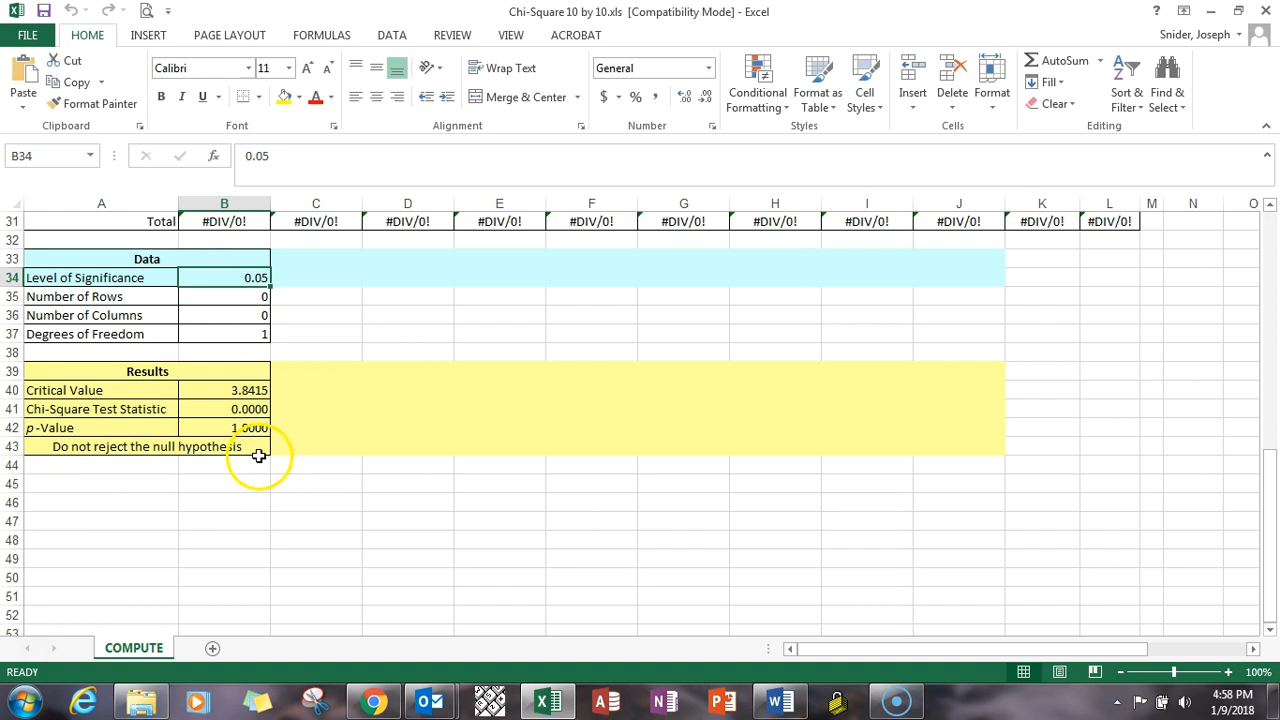 Chi-Square 10 by 10.xls [Compatibility Mode] - Excel
FILE HOME INSERT PAGE LAYOUT FORMULAS DATA REVIEW VIEW ACROBAT Snider, Joseph
Cut
Copy
Format Painter
Paste
Clipboard
Calibri 11
B I U
A A
Font
Wrap Text
Merge & Center
Alignment
General
$ % ,
Number
Conditional Formatting
Format as Table
Cell Styles
Styles
Insert Delete Format
Cells
AutoSum
Fill
Clear
Sort & Filter
Find & Select
Editing
B34 fx 0.05
A B C D E F G H I J K L M N O
31 Total #DIV/0! #DIV/0! #DIV/0! #DIV/0! #DIV/0! #DIV/0! #DIV/0! #DIV/0! #DIV/0! #DIV/0! #DIV/0!
32
33 Data
34 Level of Significance 0.05
35 Number of Rows 0
36 Number of Columns 0
37 Degrees of Freedom 1
38
39 Results
40 Critical Value 3.8415
41 Chi-Square Test Statistic 0.0000
42 p-Value 1.0000
43 Do not reject the null hypothesis
44
45
46
47
48
49
50
51
52
53
COMPUTE
READY 100%
4:58 PM
1/9/2018